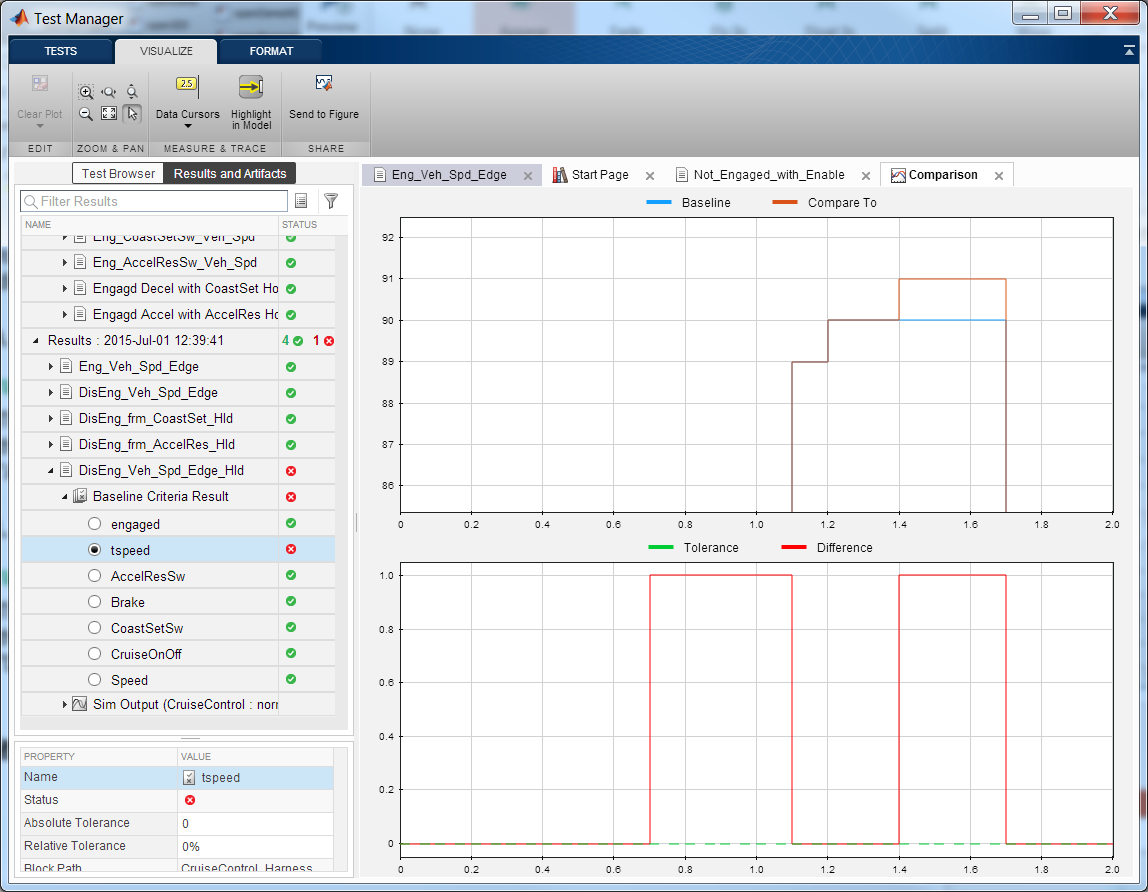 Test Manager
TESTS
VISUALIZE
FORMAT
Clear Plot
2.5
Data Cursors
Highlight
in Model
Send to Figure
EDIT
ZOOM & PAN
MEASURE & TRACE
SHARE
Test Browser
Results and Artifacts
Filter Results
NAME
STATUS
Eng_CoastSetSw_Veh_Spd
Eng_AccelResSw_Veh_Spd
Engagd Decel with CoastSet Ho
Engagd Accel with AccelRes Ho
Results : 2015-Jul-01 12:39:41
4
1
Eng_Veh_Spd_Edge
DisEng_Veh_Spd_Edge
DisEng_frm_CoastSet_Hld
DisEng_frm_AccelRes_Hld
DisEng_Veh_Spd_Edge_Hld
Baseline Criteria Result
engaged
tspeed
AccelResSw
Brake
CoastSetSw
CruiseOnOff
Speed
Sim Output (CruiseControl : norr
PROPERTY
VALUE
Name
tspeed
Status
Absolute Tolerance
0
Relative Tolerance
0%
Block Path
CruiseControl_Harness
Eng_Veh_Spd_Edge
Start Page
Not_Engaged_with_Enable
Comparison
Baseline
Compare To
92
91
90
89
88
87
86
0 0.2 0.4 0.6 0.8 1.0 1.2 1.4 1.6 1.8 2.0
Tolerance
Difference
1.0
0.8
0.6
0.4
0.2
0
0 0.2 0.4 0.6 0.8 1.0 1.2 1.4 1.6 1.8 2.0